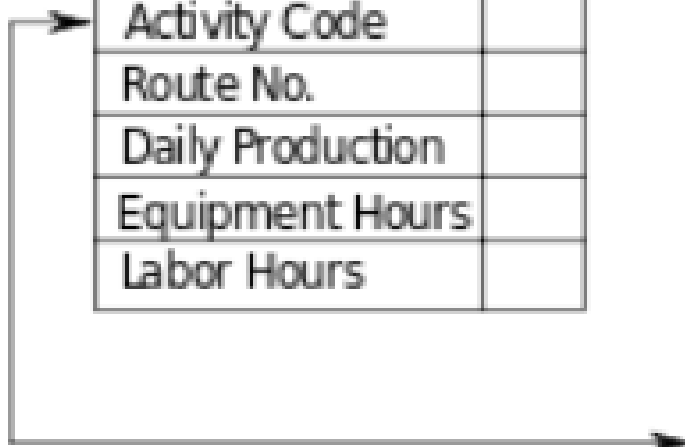 Activity Code
Route No.
Daily Production
Equipment Hours
Labor Hours